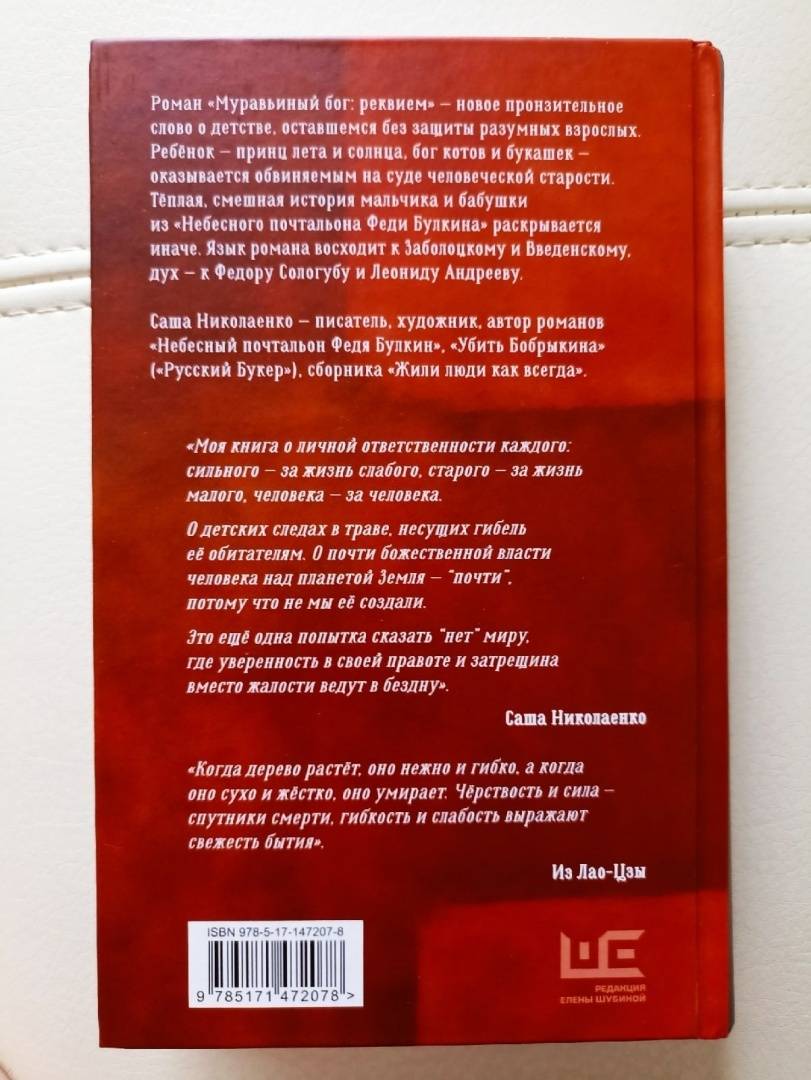 Роман «Муравьиный бог: реквием» – новое пронзительное
слово о детстве, оставшемся без защиты разумных взрослых.
Ребёнок – принц лета и солнца, бог котов и букашек –
оказывается обвиняемым на суде человеческой старости.
Тёплая, смешная история мальчика и бабушки
из «Небесного почтальона Феди Булкина» раскрывается
иначе. Язык романа восходит к Заболоцкому и Введенскому,
дух – к Федору Сологубу и Леониду Андрееву.
Саша Николаенко – писатель, художник, автор романов
«Небесный почтальон Федя Булкин», «Убить Бобрыкина»
(«Русский Букер»), сборника «Жили люди как всегда».
«Моя книга о личной ответственности каждого:
сильного – за жизнь слабого, старого – за жизнь
малого, человека – за человека.
О детских следах в траве, несущих гибель
её обитателям. О почти божественной власти
человека над планетой Земля – "почти",
потому что не мы её создали.
Это ещё одна попытка сказать "нет" миру,
где уверенность в своей правоте и затрещина
вместо жалости ведут в бездну».
Саша Николаенко
«Когда дерево растёт, оно нежно и гибко, а когда
оно сухо и жёстко, оно умирает. Чёрствость и сила –
спутники смерти, гибкость и слабость выражают
свежесть бытия».
Из Лао-Цзы
ISBN 978-5-17-147207-8
9 785171 472078 >
ШЕ
РЕДАКЦИЯ
ЕЛЕНЫ ШУБИНОЙ